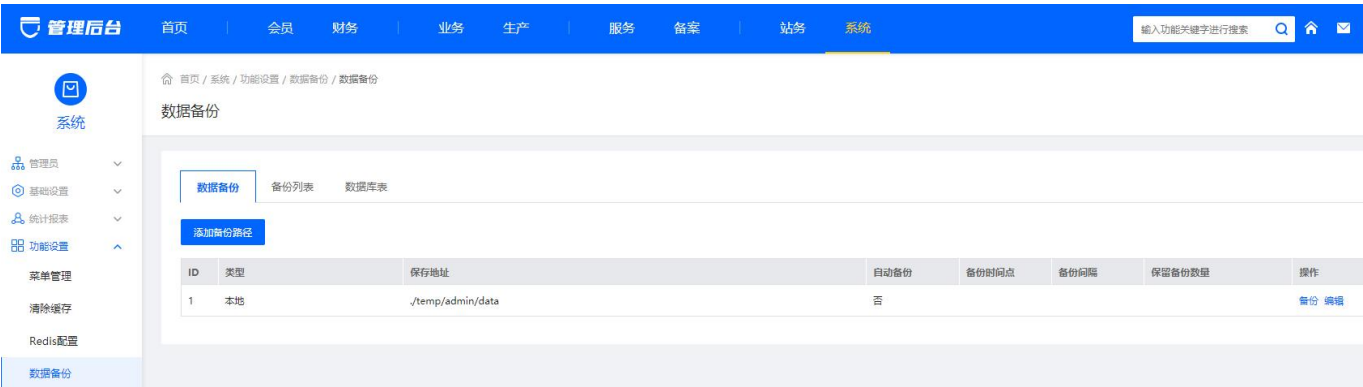 管理后台 首页 会员 财务 业务 生产 服务 备案 站务 系统 输入功能关键字进行搜索
系统
首页 / 系统 / 功能设置 / 数据备份 / 数据备份
数据备份
管理员
基础设置
统计报表
功能设置
菜单管理
清除缓存
Redis配置
数据备份
数据备份 备份列表 数据库表
添加备份路径
ID 类型 保存地址 自动备份 备份时间点 备份间隔 保留备份数量 操作
1 本地 ./temp/admin/data 否 备份 编辑